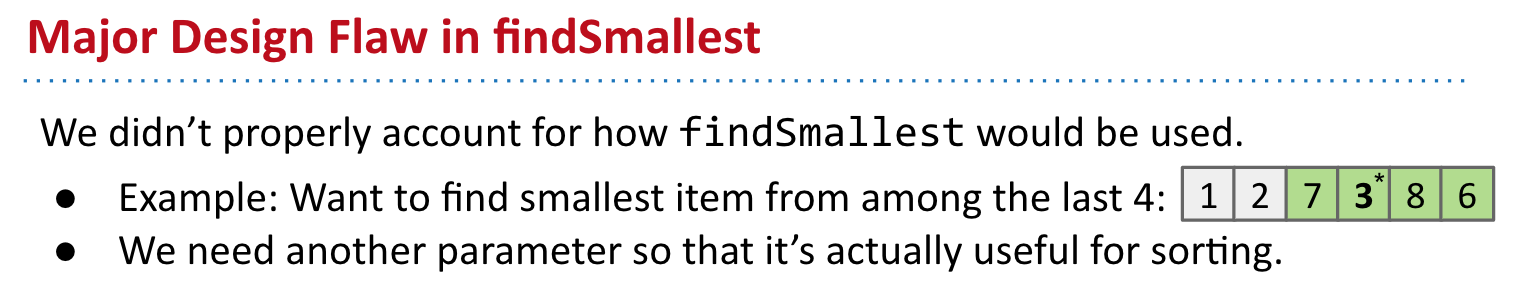 Major Design Flaw in findSmallest
We didn’t properly account for how findSmallest would be used.
● Example: Want to find smallest item from among the last 4: 1 2 7 3* 8 6
● We need another parameter so that it’s actually useful for sorting.